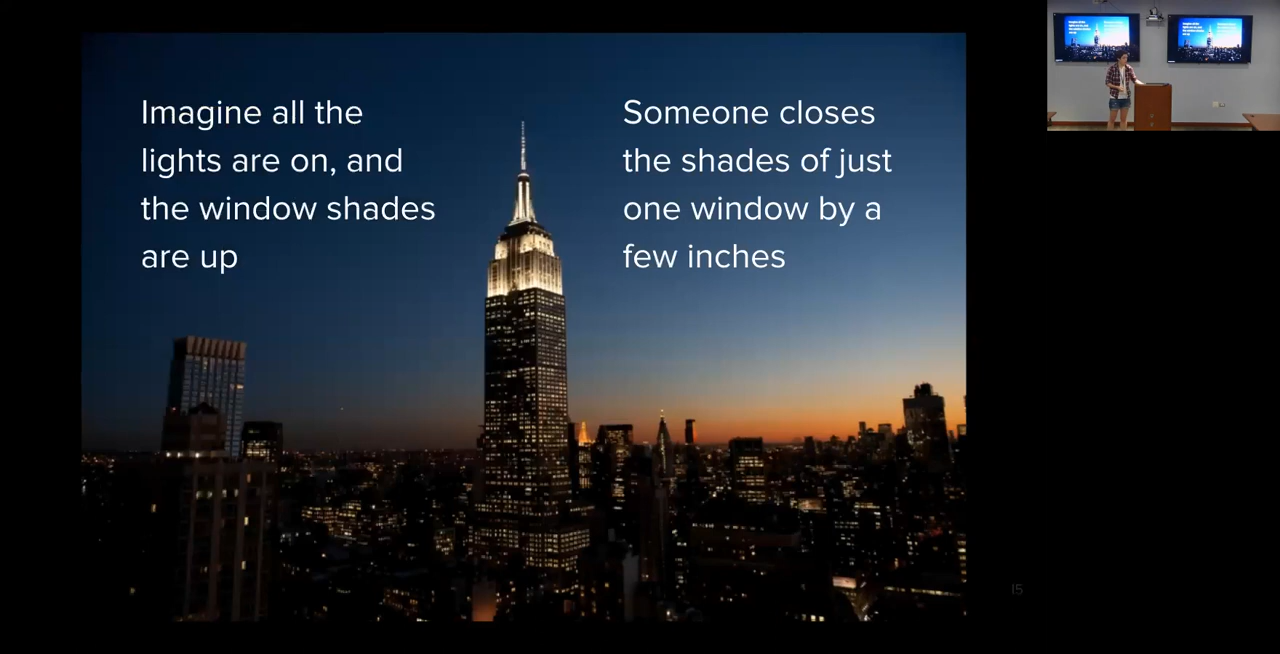 Imagine all the
lights are on, and
the window shades
are up
Someone closes
the shades of just
one window by a
few inches
15